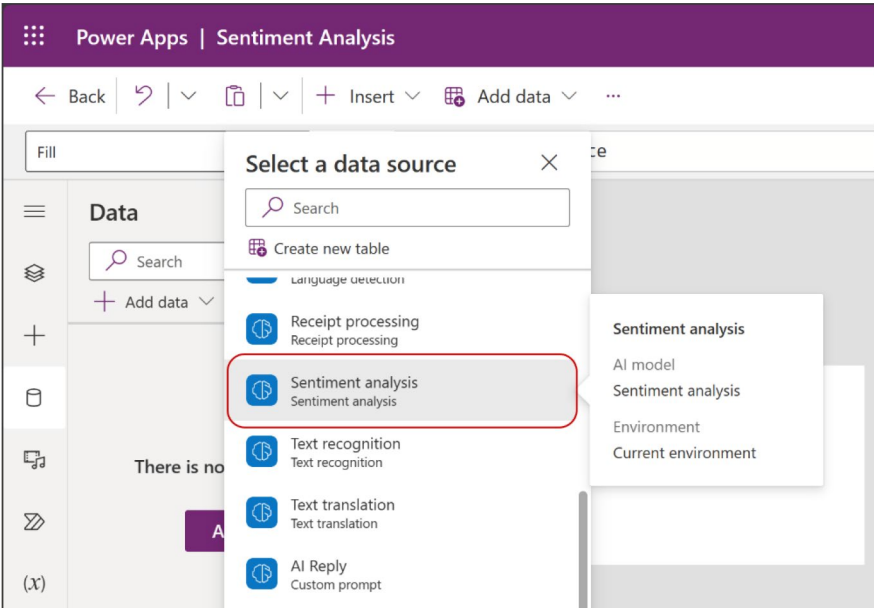 Power Apps | Sentiment Analysis
Back
Insert
Add data
...
Fill
Data
Search
Add data
There is no
A
Select a data source
Search
Create new table
Language detection
Receipt processing
Receipt processing
Sentiment analysis
Sentiment analysis
Text recognition
Text recognition
Text translation
Text translation
AI Reply
Custom prompt
Sentiment analysis
AI model
Sentiment analysis
Environment
Current environment
(x)